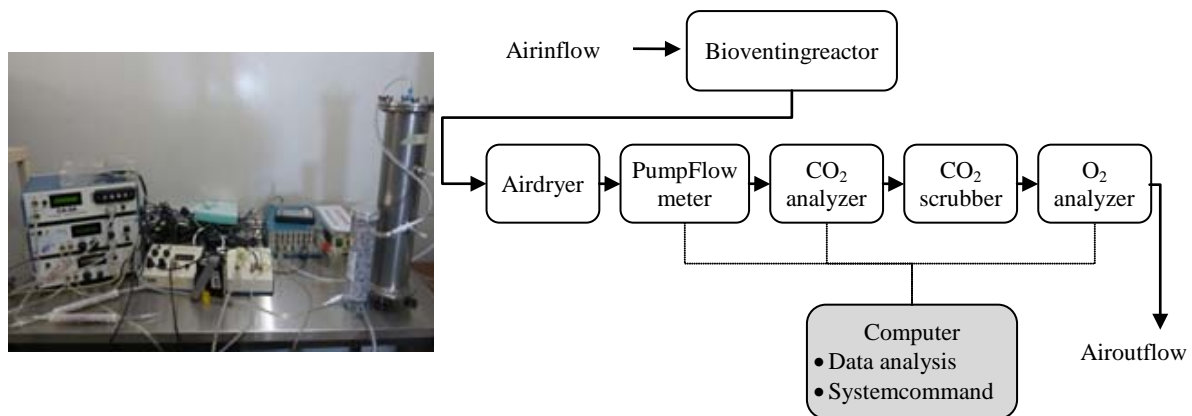 Airinflow
Bioventingreactor
Airdryer
PumpFlow
meter
CO₂
analyzer
CO₂
scrubber
O₂
analyzer
Computer
• Data analysis
• Systemcommand
Airoutflow